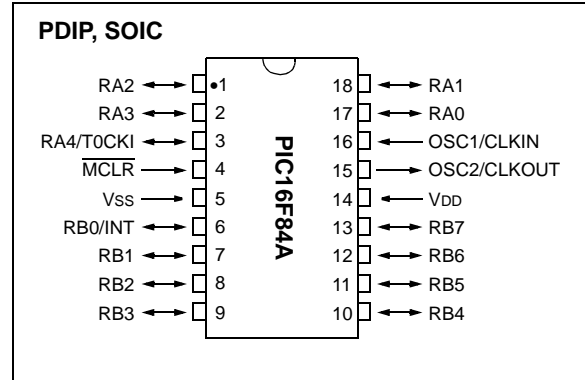 PDIP, SOIC
RA2 •1 18 RA1
RA3 2 17 RA0
RA4/T0CKI 3 16 OSC1/CLKIN
MCLR 4 15 OSC2/CLKOUT
VSS 5 14 VDD
RB0/INT 6 13 RB7
RB1 7 12 RB6
RB2 8 11 RB5
RB3 9 10 RB4
PIC16F84A